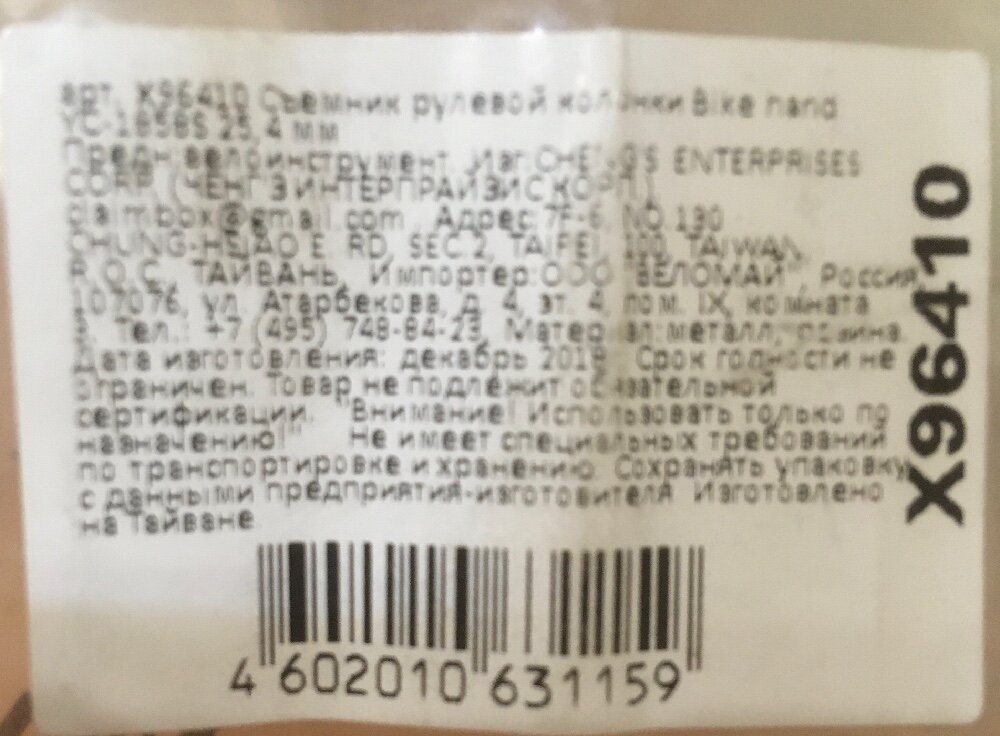 арт. X96410 Съемник рулевой колонки Bike hand
YC-1858S 25,4 мм
Предн: велоинструмент, Изг: CHENG'S ENTERPRISES
CORP. (ЧЕНГ'З ИНТЕРПРАЙЗИС КОРП.),
claimbox@gmail.com Адрес: 7F-6, NO.130
CHUNG-HSIAO E. RD, SEC.2, TAIPEI, 100, TAIWAN,
R.O.C., ТАЙВАНЬ, Импортер: ООО "ВЕЛОМАЙ", Россия,
107076, ул. Атарбекова, д. 4, эт. 4, пом. IX, комната
Тел.: +7 (495) 748-84-23, Материал: металл, резина.
Дата изготовления: декабрь Срок годности не
ограничен. Товар не подлежит обязательной
сертификации. "Внимание! Использовать только по
назначению!" Не имеет специальных требований
по транспортировке и хранению. Сохранять упаковку
с данными предприятия-изготовителя Изготовлено
на Тайване
X96410
4 602010 631159